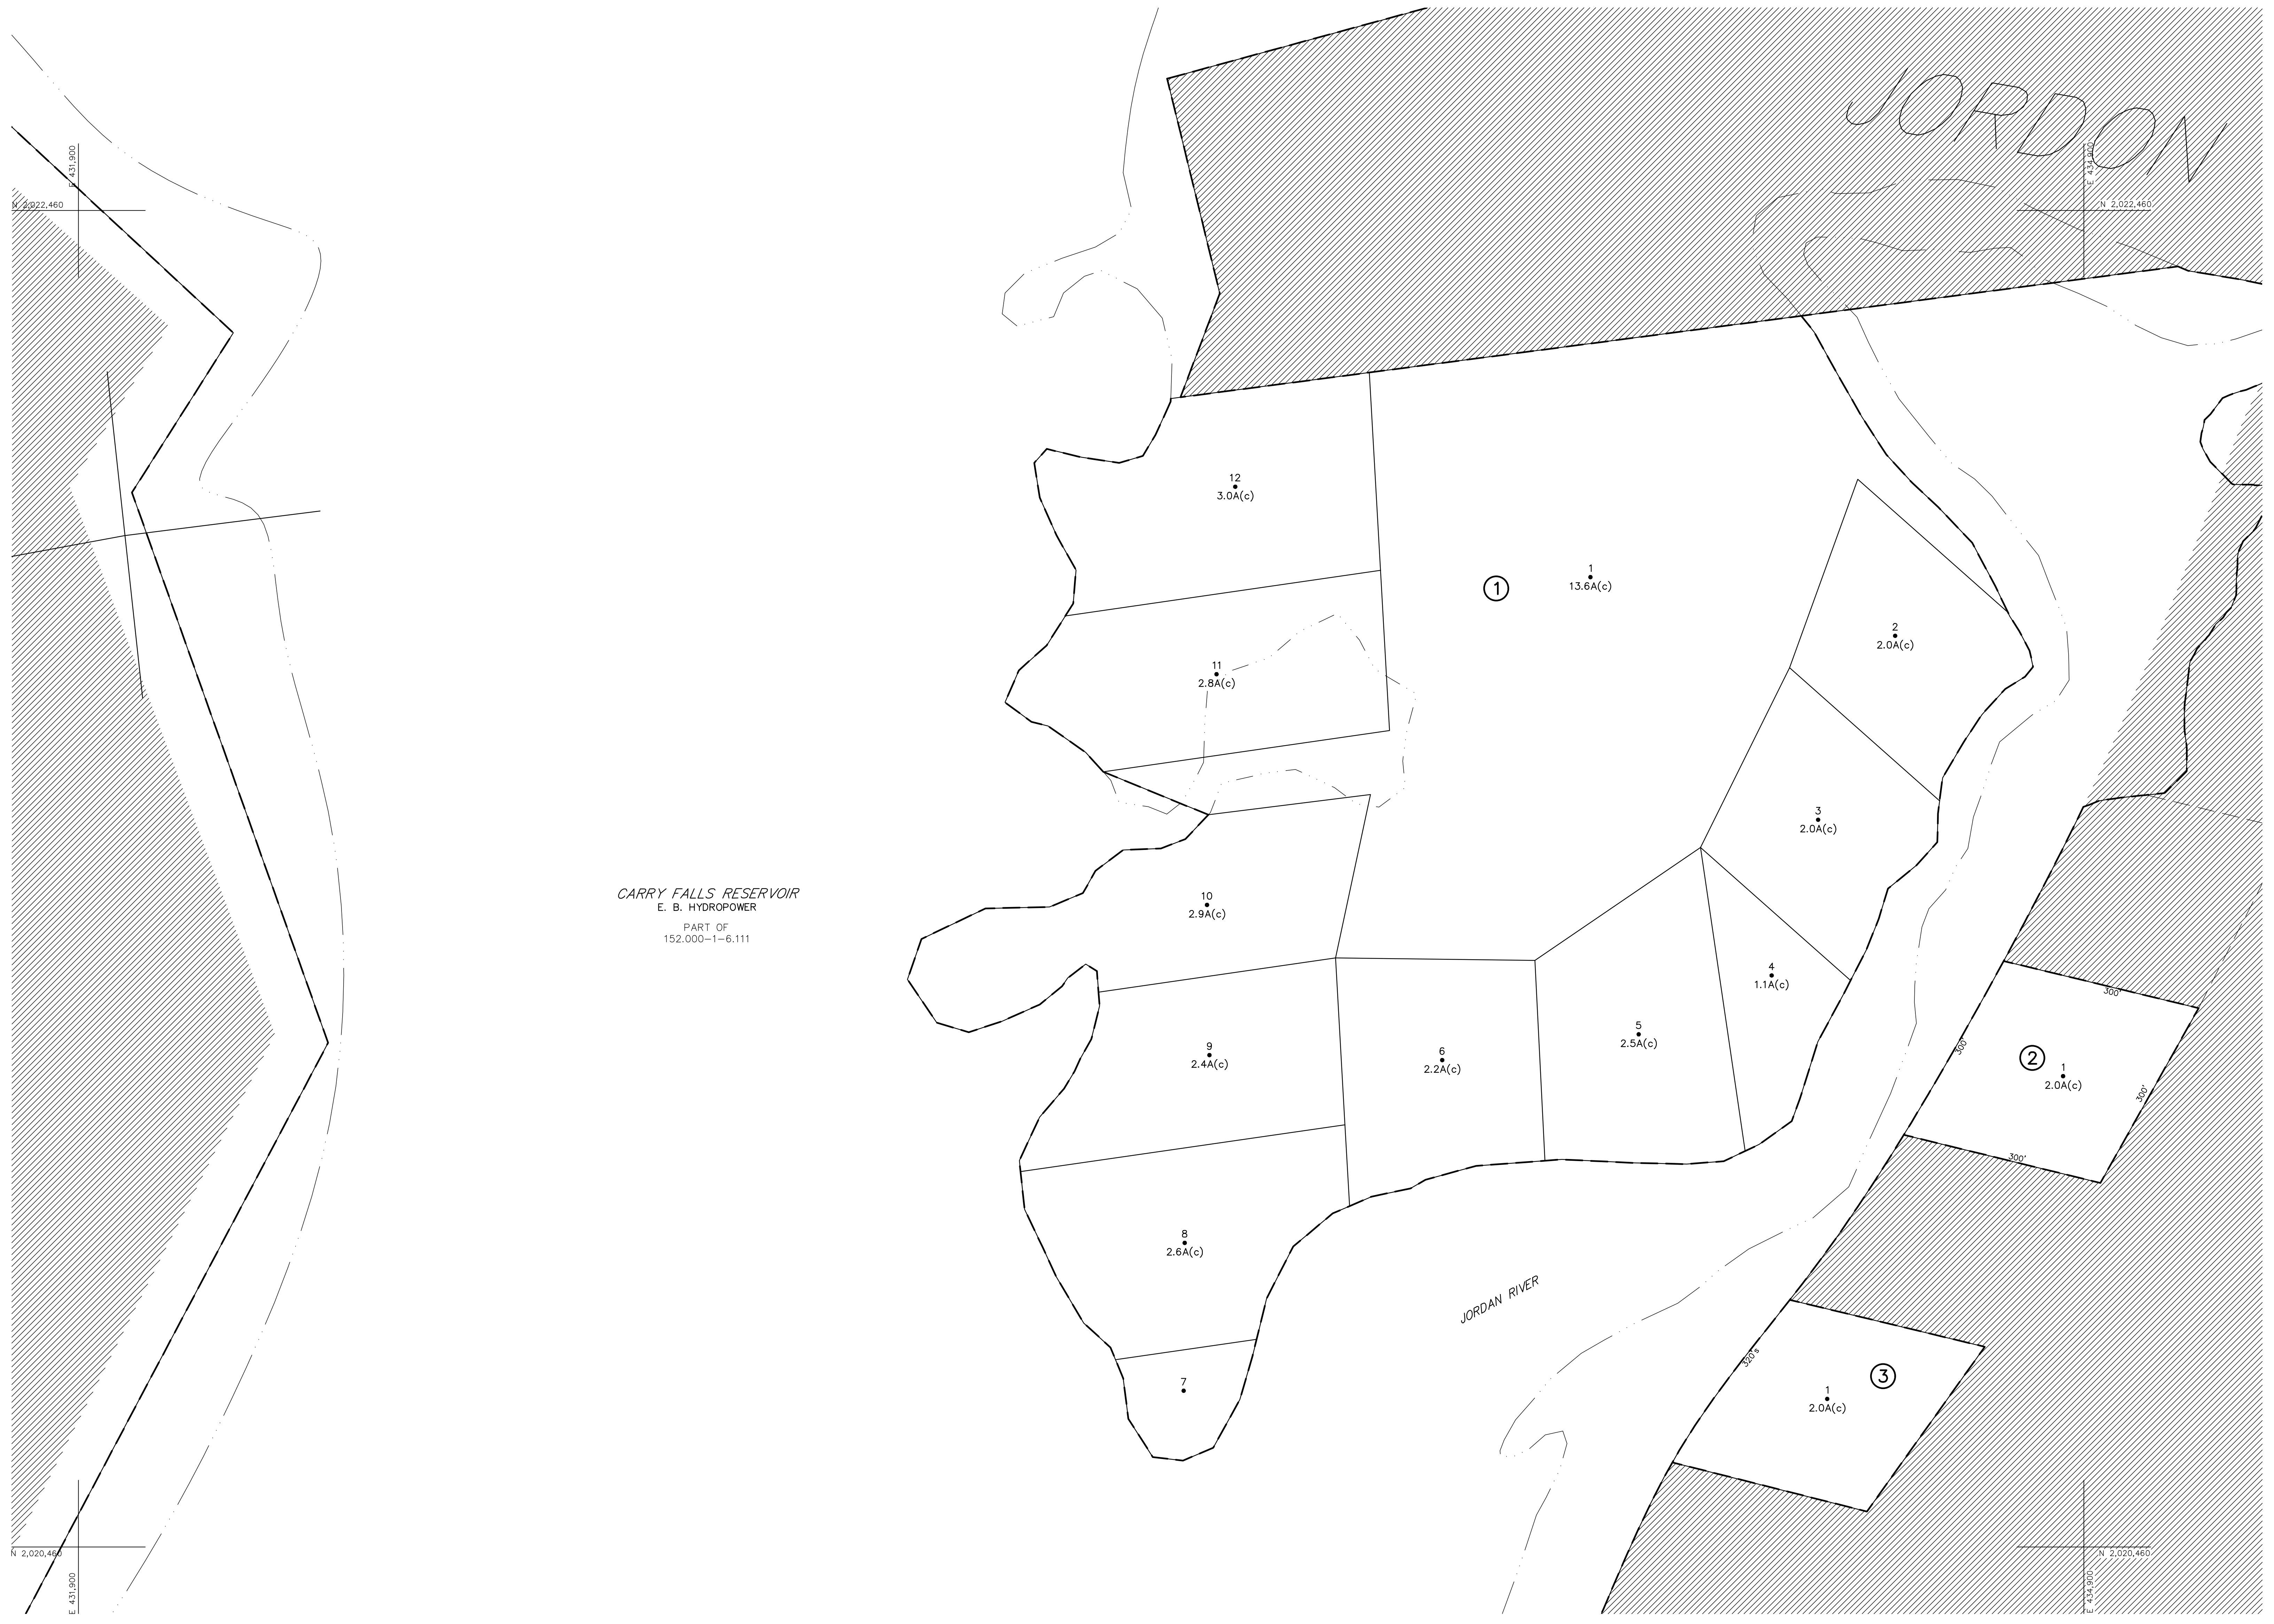 JORDON
E 431,900
N 2,022,460
E 434,900
N 2,022,460
12
3.0A(c)
1
13.6A(c)
1
2
2.0A(c)
11
2.8A(c)
3
2.0A(c)
CARRY FALLS RESERVOIR
E. B. HYDROPOWER
PART OF
152.000-1-6.111
10
2.9A(c)
4
1.1A(c)
300'
5
2.5A(c)
9
2.4A(c)
6
2.2A(c)
300'
2
1
2.0A(c)
300'
300'
8
2.6A(c)
JORDAN RIVER
320's
3
7
1
2.0A(c)
N 2,020,460
E 431,900
N 2,020,460
E 434,900